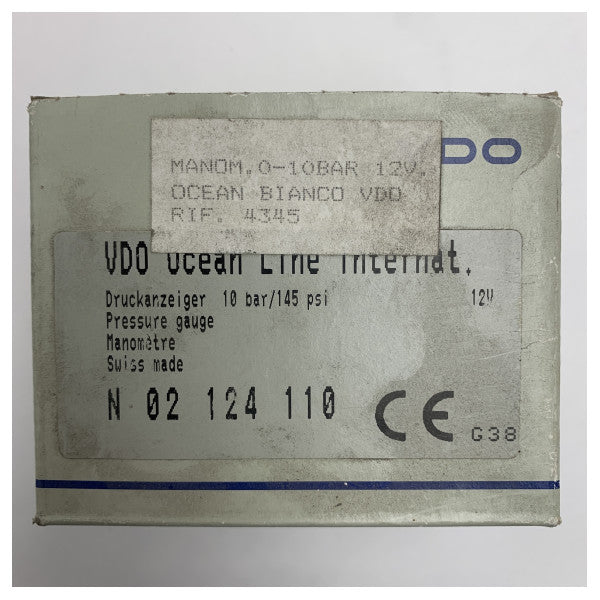 VDO
MANOM.0-10BAR 12V.
OCEAN BIANCO VDO
RIF. 4345
VDO Ocean Line Internat.
Druckanzeiger 10 bar/145 psi 12V
Pressure gauge
Manomètre
Swiss made
N 02 124 110 CE G38